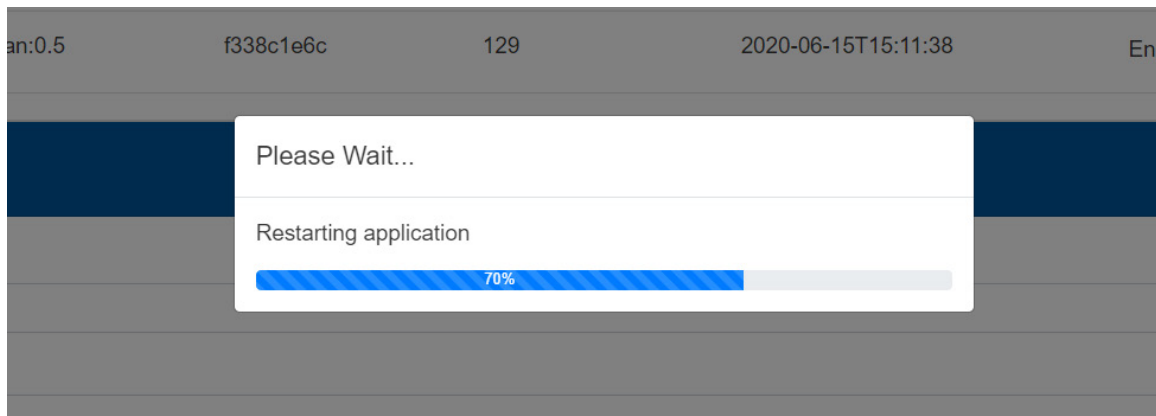 an:0.5 f338c1e6c 129 2020-06-15T15:11:38 En
Please Wait...
Restarting application
70%